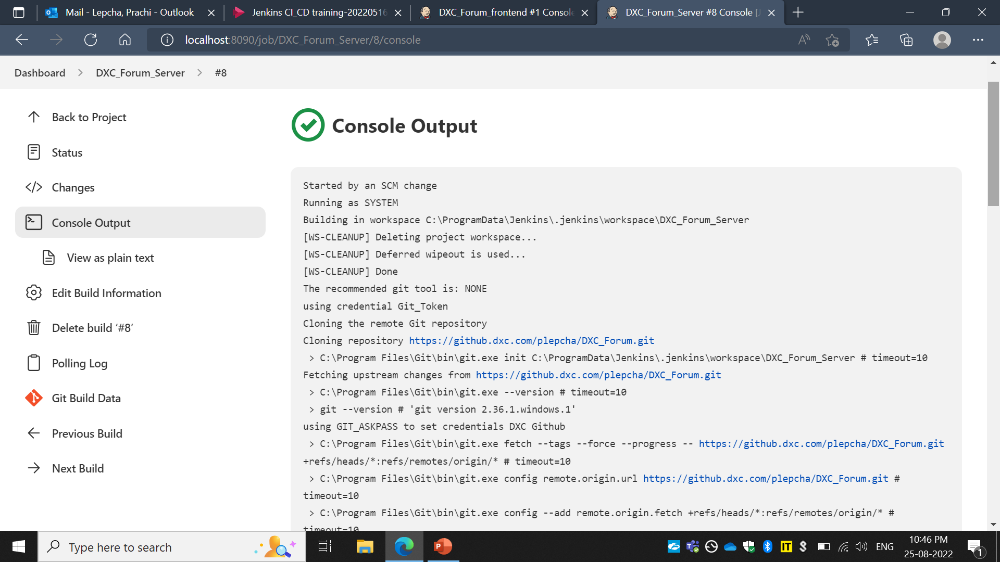 Mail - Lepcha, Prachi - Outlook
Jenkins CI_CD training-20220516
DXC_Forum_frontend #1 Console
DXC_Forum_Server #8 Console [J
localhost:8090/job/DXC_Forum_Server/8/console
Dashboard > DXC_Forum_Server > #8
Back to Project
Status
Changes
Console Output
View as plain text
Edit Build Information
Delete build ‘#8’
Polling Log
Git Build Data
Previous Build
Next Build
Console Output
Started by an SCM change
Running as SYSTEM
Building in workspace C:\ProgramData\Jenkins\.jenkins\workspace\DXC_Forum_Server
[WS-CLEANUP] Deleting project workspace...
[WS-CLEANUP] Deferred wipeout is used...
[WS-CLEANUP] Done
The recommended git tool is: NONE
using credential Git_Token
Cloning the remote Git repository
Cloning repository https://github.dxc.com/plepcha/DXC_Forum.git
> C:\Program Files\Git\bin\git.exe init C:\ProgramData\Jenkins\.jenkins\workspace\DXC_Forum_Server # timeout=10
Fetching upstream changes from https://github.dxc.com/plepcha/DXC_Forum.git
> C:\Program Files\Git\bin\git.exe --version # timeout=10
> git --version # 'git version 2.36.1.windows.1'
using GIT_ASKPASS to set credentials DXC Github
> C:\Program Files\Git\bin\git.exe fetch --tags --force --progress -- https://github.dxc.com/plepcha/DXC_Forum.git
+refs/heads/*:refs/remotes/origin/* # timeout=10
> C:\Program Files\Git\bin\git.exe config remote.origin.url https://github.dxc.com/plepcha/DXC_Forum.git #
timeout=10
> C:\Program Files\Git\bin\git.exe config --add remote.origin.fetch +refs/heads/*:refs/remotes/origin/* #
timeout=10
Type here to search
IT
ENG
10:46 PM
25-08-2022
1